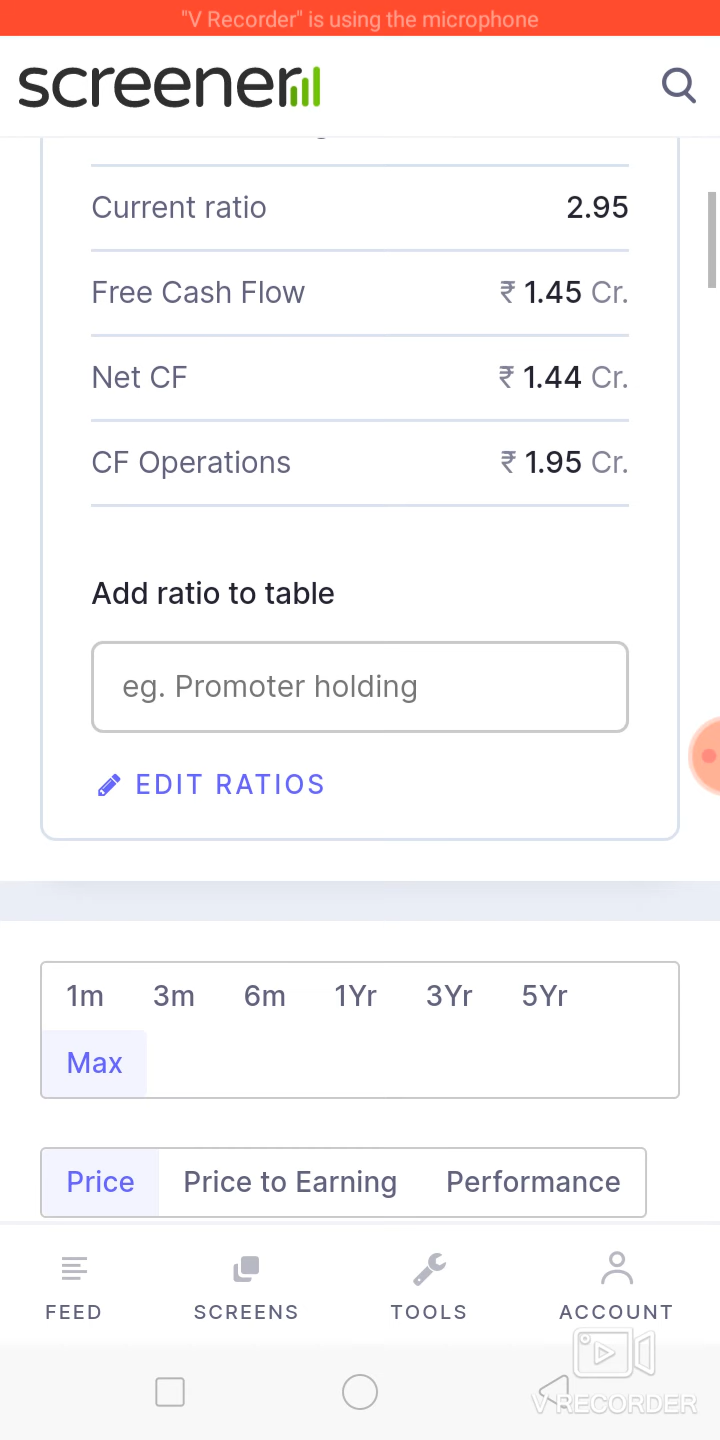 "V Recorder" is using the microphone
screener
Current ratio 2.95
Free Cash Flow ₹ 1.45 Cr.
Net CF ₹ 1.44 Cr.
CF Operations ₹ 1.95 Cr.
Add ratio to table
eg. Promoter holding
EDIT RATIOS
1m 3m 6m 1Yr 3Yr 5Yr
Max
Price Price to Earning Performance
FEED SCREENS TOOLS ACCOUNT
V RECORDER